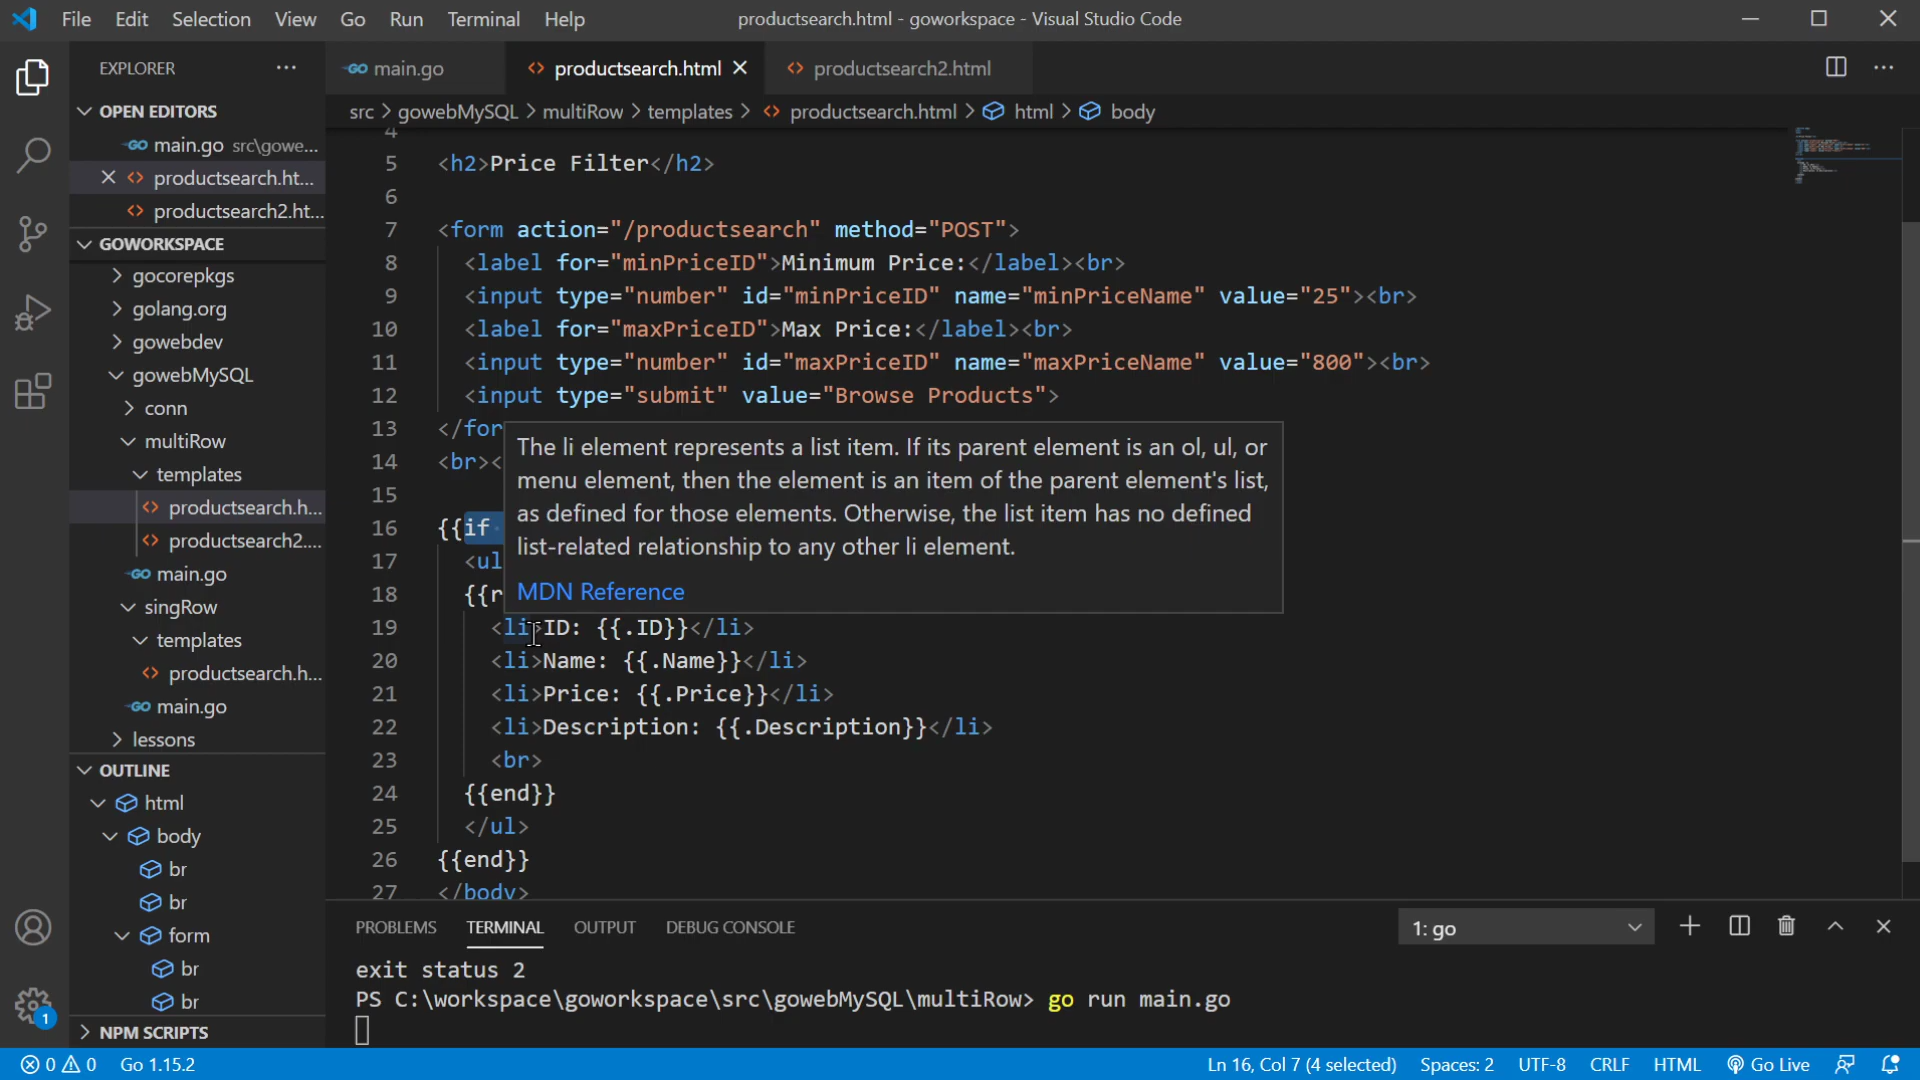 File Edit Selection View Go Run Terminal Help productsearch.html - goworkspace - Visual Studio Code
EXPLORER ···
OPEN EDITORS
main.go src\gowe...
productsearch.ht...
productsearch2.ht...
GOWORKSPACE
gocorepkgs
golang.org
gowebdev
gowebMySQL
conn
multiRow
templates
productsearch.h...
productsearch2....
main.go
singRow
templates
productsearch.h...
main.go
lessons
OUTLINE
html
body
br
br
form
br
br
NPM SCRIPTS
1
main.go productsearch.html productsearch2.html
src > gowebMySQL > multiRow > templates > productsearch.html > html > body
4
5 <h2>Price Filter</h2>
6
7 <form action="/productsearch" method="POST">
8 <label for="minPriceID">Minimum Price:</label><br>
9 <input type="number" id="minPriceID" name="minPriceName" value="25"><br>
10 <label for="maxPriceID">Max Price:</label><br>
11 <input type="number" id="maxPriceID" name="maxPriceName" value="800"><br>
12 <input type="submit" value="Browse Products">
13 </for
14 <br><
15
16 {{if
17 <ul
18 {{r
The li element represents a list item. If its parent element is an ol, ul, or
menu element, then the element is an item of the parent element's list,
as defined for those elements. Otherwise, the list item has no defined
list-related relationship to any other li element.
MDN Reference
19 <li>ID: {{.ID}}</li>
20 <li>Name: {{.Name}}</li>
21 <li>Price: {{.Price}}</li>
22 <li>Description: {{.Description}}</li>
23 <br>
24 {{end}}
25 </ul>
26 {{end}}
27 </body>
PROBLEMS TERMINAL OUTPUT DEBUG CONSOLE 1: go
exit status 2
PS C:\workspace\goworkspace\src\gowebMySQL\multiRow> go run main.go
0 0 Go 1.15.2 Ln 16, Col 7 (4 selected) Spaces: 2 UTF-8 CRLF HTML Go Live